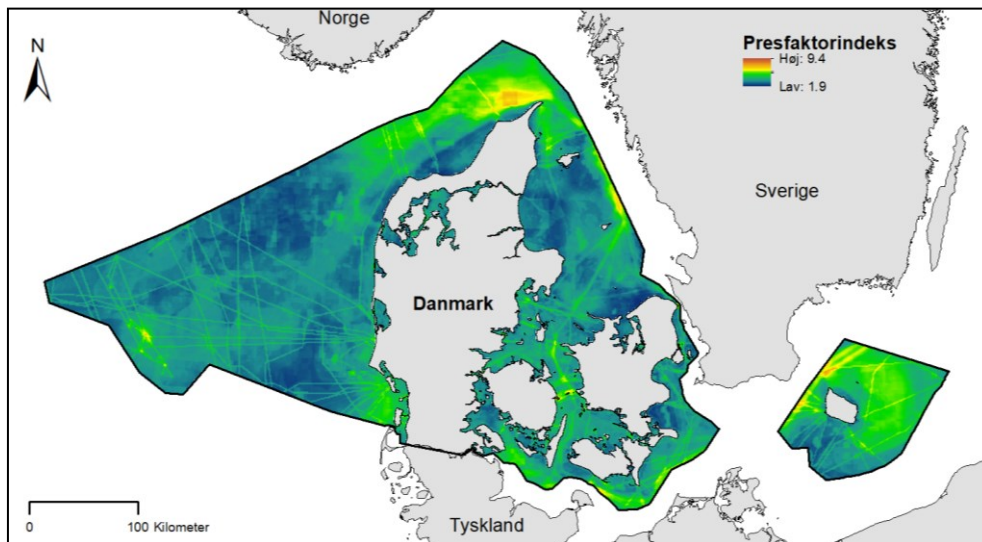 Norge
N
Presfaktorindeks
Høj: 9.4
Lav: 1.9
Sverige
Danmark
0 100 Kilometer
Tyskland